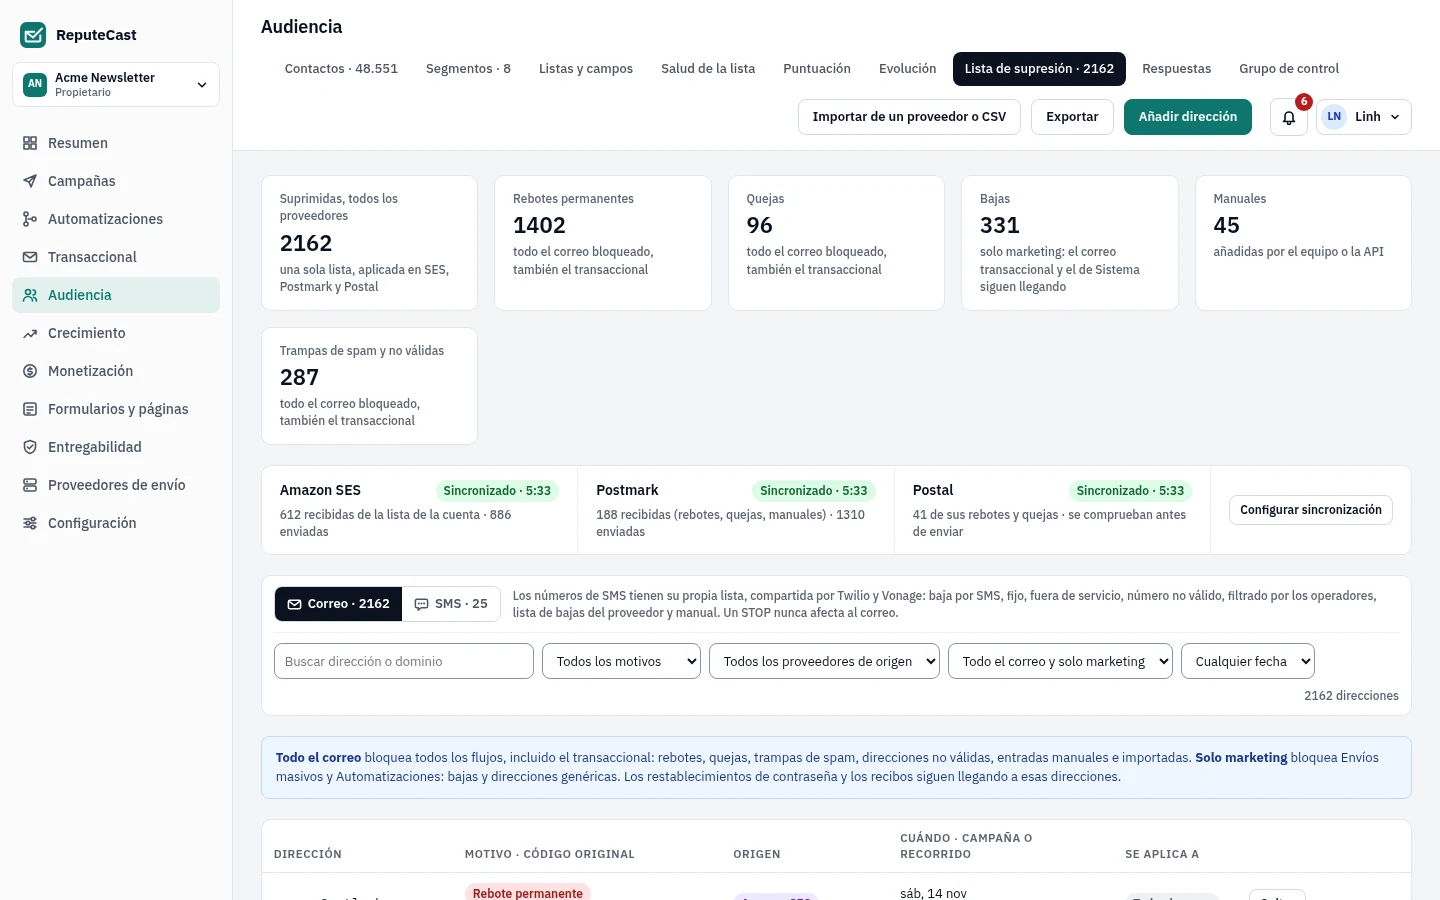 ReputeCast
AN
Acme Newsletter
Propietario
Resumen
Campañas
Automatizaciones
Transaccional
Audiencia
Crecimiento
Monetización
Formularios y páginas
Entregabilidad
Proveedores de envío
Configuración
Audiencia
Contactos · 48.551
Segmentos · 8
Listas y campos
Salud de la lista
Puntuación
Evolución
Lista de supresión · 2162
Respuestas
Grupo de control
Importar de un proveedor o CSV
Exportar
Añadir dirección
6
LN
Linh
Suprimidas, todos los
proveedores
2162
una sola lista, aplicada en SES,
Postmark y Postal
Rebotes permanentes
1402
todo el correo bloqueado,
también el transaccional
Quejas
96
todo el correo bloqueado,
también el transaccional
Bajas
331
solo marketing: el correo
transaccional y el de Sistema
siguen llegando
Manuales
45
añadidas por el equipo o la API
Trampas de spam y no válidas
287
todo el correo bloqueado,
también el transaccional
Amazon SES
Sincronizado · 5:33
612 recibidas de la lista de la cuenta · 886
enviadas
Postmark
Sincronizado · 5:33
188 recibidas (rebotes, quejas, manuales) · 1310
enviadas
Postal
Sincronizado · 5:33
41 de sus rebotes y quejas · se comprueban antes
de enviar
Configurar sincronización
Correo · 2162
SMS · 25
Los números de SMS tienen su propia lista, compartida por Twilio y Vonage: baja por SMS, fijo, fuera de servicio, número no válido, filtrado por los operadores,
lista de bajas del proveedor y manual. Un STOP nunca afecta al correo.
Buscar dirección o dominio
Todos los motivos
Todos los proveedores de origen
Todo el correo y solo marketing
Cualquier fecha
2162 direcciones
Todo el correo bloquea todos los flujos, incluido el transaccional: rebotes, quejas, trampas de spam, direcciones no válidas, entradas manuales e importadas. Solo marketing bloquea Envíos
masivos y Automatizaciones: bajas y direcciones genéricas. Los restablecimientos de contraseña y los recibos siguen llegando a esas direcciones.
DIRECCIÓN
MOTIVO · CÓDIGO ORIGINAL
ORIGEN
CUÁNDO · CAMPAÑA O
RECORRIDO
SE APLICA A
Rebote permanente
sáb, 14 nov